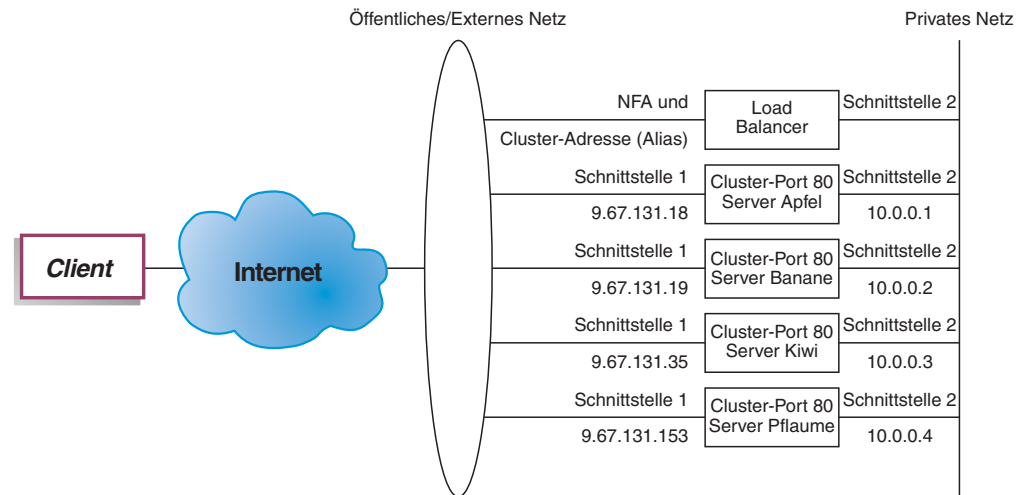 Öffentliches/Externes Netz
Privates Netz
NFA und
Cluster-Adresse (Alias)
Load
Balancer
Schnittstelle 2
Schnittstelle 1
9.67.131.18
Cluster-Port 80
Server Apfel
Schnittstelle 2
10.0.0.1
Client
Internet
Schnittstelle 1
9.67.131.19
Cluster-Port 80
Server Banane
Schnittstelle 2
10.0.0.2
Schnittstelle 1
9.67.131.35
Cluster-Port 80
Server Kiwi
Schnittstelle 2
10.0.0.3
Schnittstelle 1
9.67.131.153
Cluster-Port 80
Server Pflaume
Schnittstelle 2
10.0.0.4